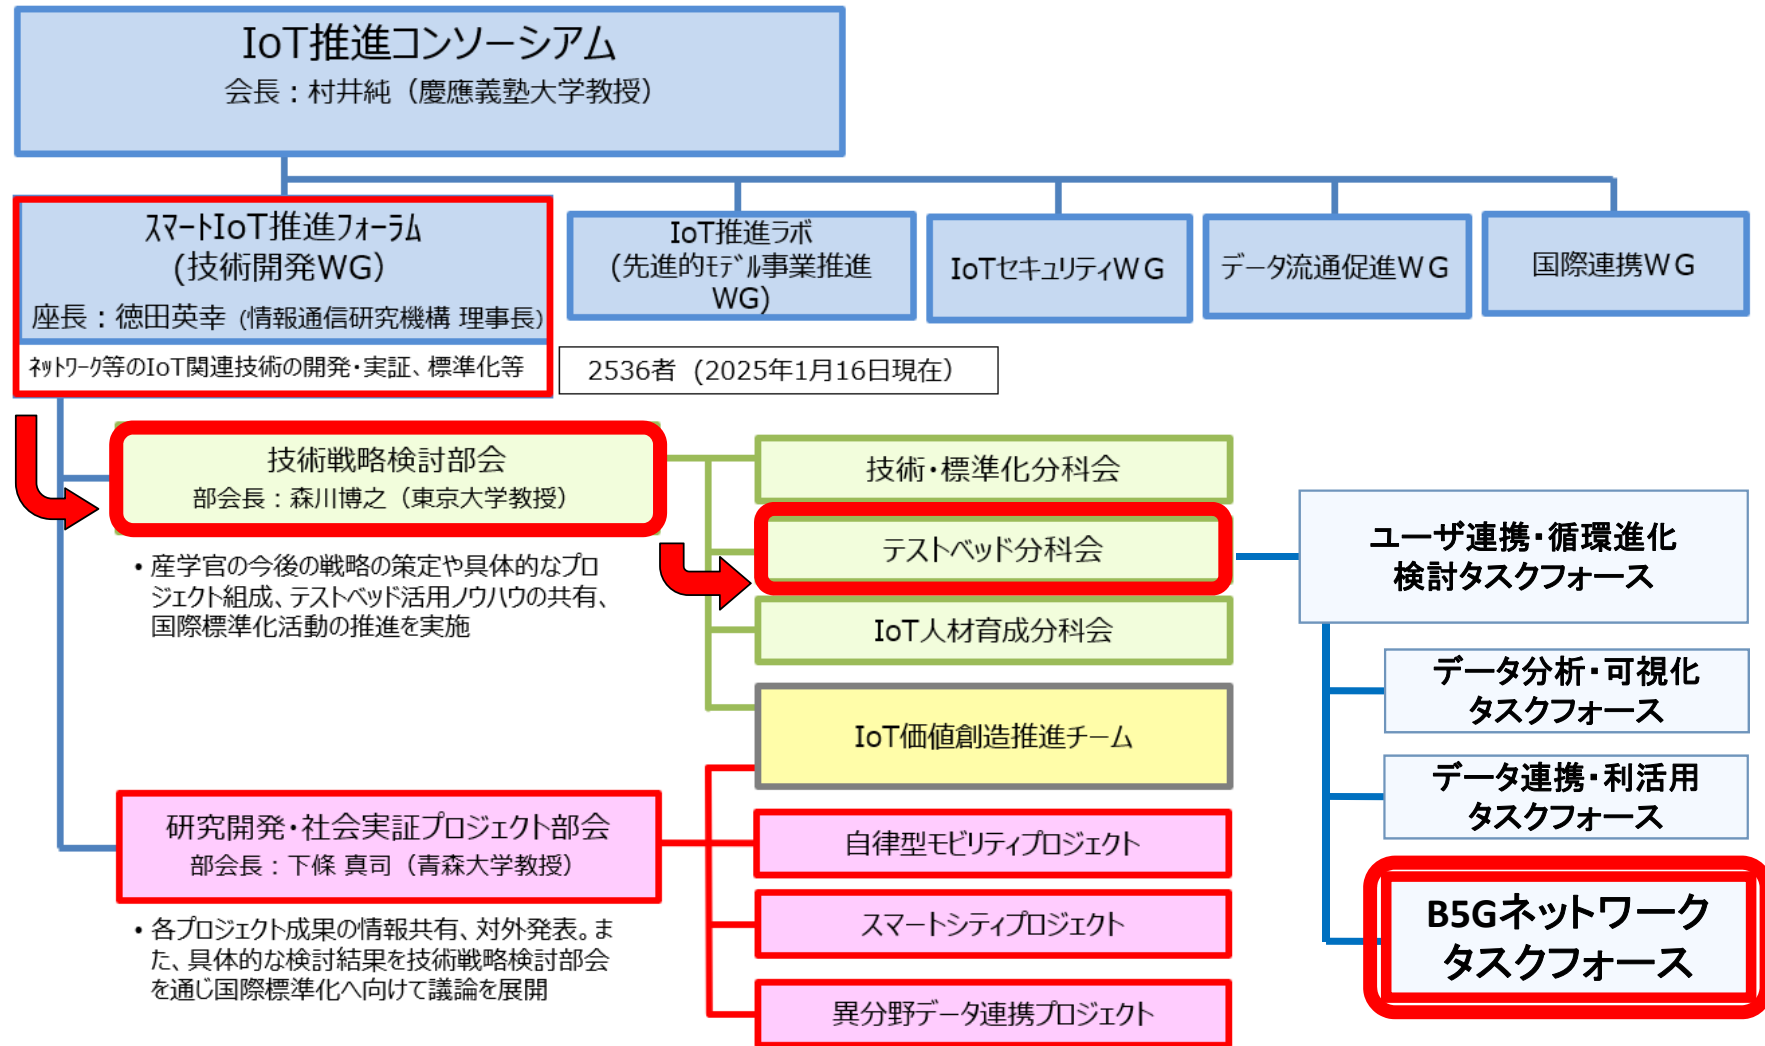 IoT推進コンソーシアム
会長：村井純（慶應義塾大学教授）
ｽﾏｰﾄIoT推進ﾌｫｰﾗﾑ
(技術開発WG)
座長：徳田英幸 (情報通信研究機構 理事長)
ﾈｯﾄﾜｰｸ等のIoT関連技術の開発・実証、標準化等
IoT推進ラボ
(先進的ﾓﾃﾞﾙ事業推進
WG)
IoTセキュリティＷＧ
データ流通促進ＷＧ
国際連携ＷＧ
2536者 (2025年1月16日現在）
技術戦略検討部会
部会長：森川博之（東京大学教授）
• 産学官の今後の戦略の策定や具体的なプロ
ジェクト組成、テストベッド活用ノウハウの共有、
国際標準化活動の推進を実施
技術・標準化分科会
テストベッド分科会
IoT人材育成分科会
IoT価値創造推進チーム
ユーザ連携・循環進化
検討タスクフォース
データ分析・可視化
タスクフォース
データ連携・利活用
タスクフォース
B5Gネットワーク
タスクフォース
研究開発・社会実証プロジェクト部会
部会長：下條 真司（青森大学教授）
• 各プロジェクト成果の情報共有、対外発表。ま
た、具体的な検討結果を技術戦略検討部会
を通じ国際標準化へ向けて議論を展開
自律型モビリティプロジェクト
スマートシティプロジェクト
異分野データ連携プロジェクト